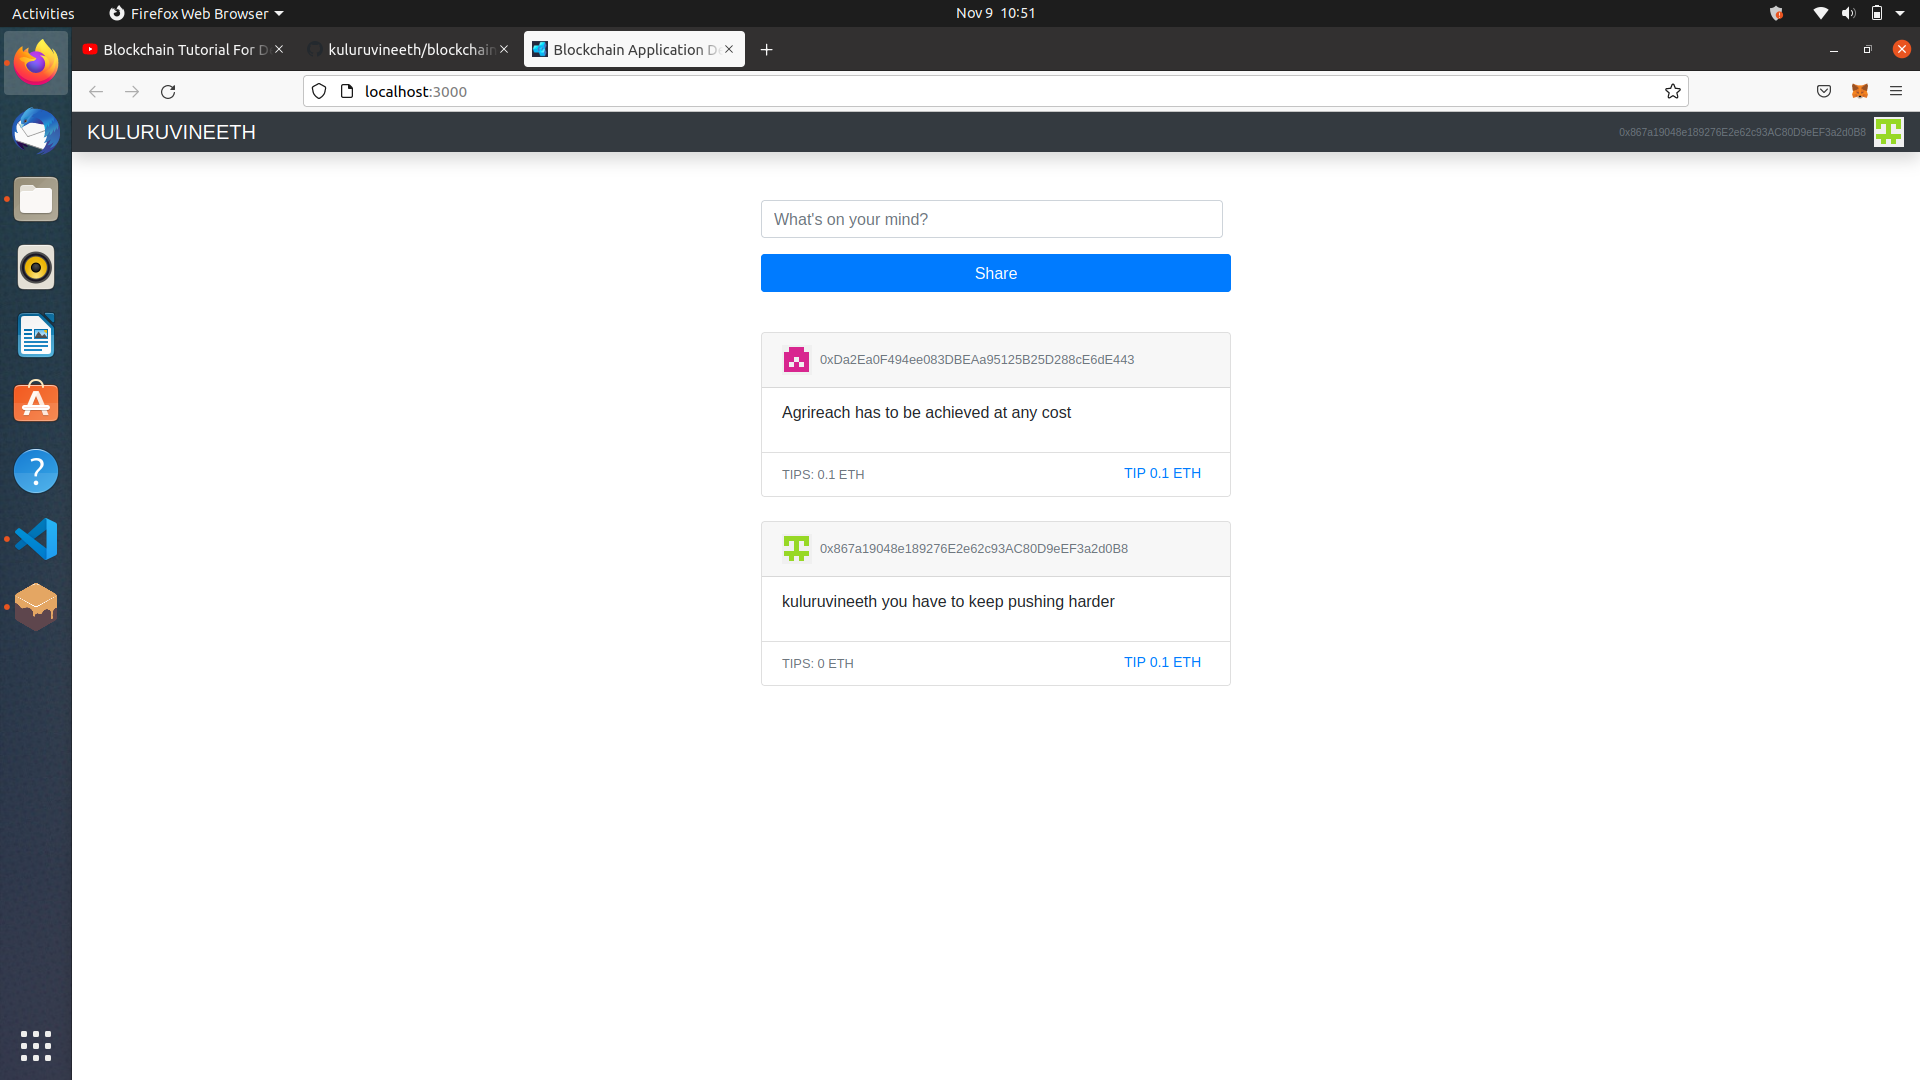 Activities
Firefox Web Browser
Nov 9 10:51
Blockchain Tutorial For D
kuluruvineeth/blockchain
Blockchain Application D
localhost:3000
KULURUVINEETH
0x867a19048e189276E2e62c93AC80D9eEF3a2d0B8
What's on your mind?
Share
0xDa2Ea0F494ee083DBEAa95125B25D288cE6dE443
Agrireach has to be achieved at any cost
TIPS: 0.1 ETH
TIP 0.1 ETH
0x867a19048e189276E2e62c93AC80D9eEF3a2d0B8
kuluruvineeth you have to keep pushing harder
TIPS: 0 ETH
TIP 0.1 ETH